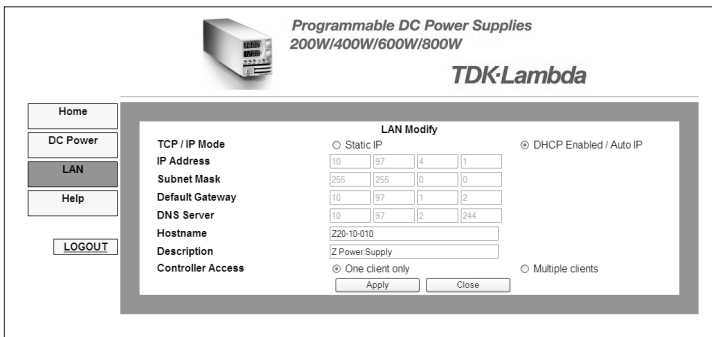 Programmable DC Power Supplies
200W/400W/600W/800W
TDK·Lambda
Home
DC Power
LAN
Help
LOGOUT
LAN Modify
TCP / IP Mode Static IP DHCP Enabled / Auto IP
IP Address 10 97 4 1
Subnet Mask 255 255 0 0
Default Gateway 10 97 1 2
DNS Server 10 97 2 244
Hostname Z20-10-010
Description Z Power Supply
Controller Access One client only Multiple clients
Apply Close